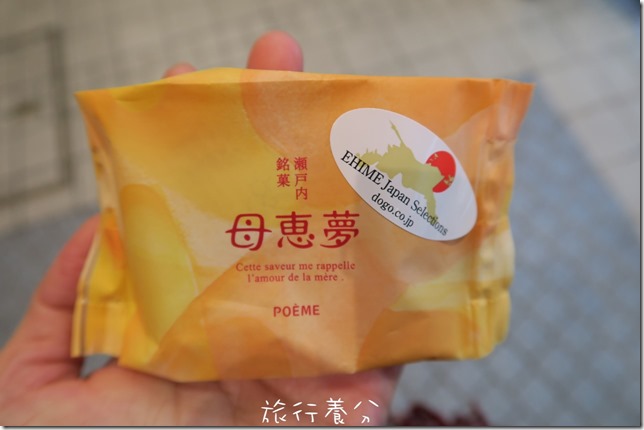 瀬戸内
銘菓
母恵夢
Cette saveur me rappelle
l'amour de la mère .
POÈME
EHIME Japan Selections
dogo.co.jp
旅行養分